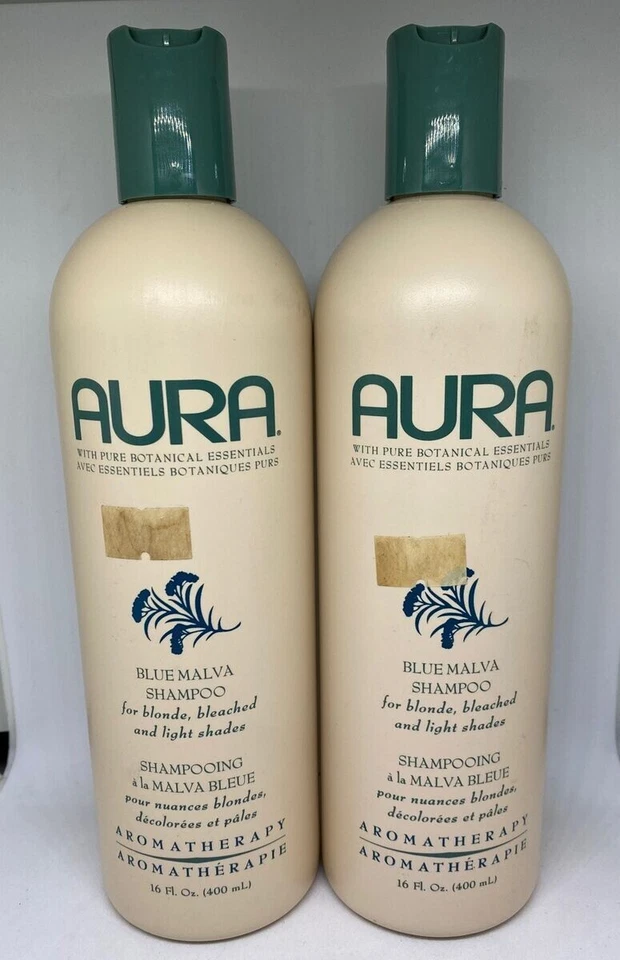 AURA.
WITH PURE BOTANICAL ESSENTIALS
AVEC ESSENTIELS BOTANIQUES PURS
BLUE MALVA
SHAMPOO
for blonde, bleached
and light shades
SHAMPOOING
à la MALVA BLEUE
pour nuances blondes,
décolorées et pâles
AROMATHERAPY
AROMATHÉRAPIE
16 Fl. Oz. (400 mL)
AURA.
WITH PURE BOTANICAL ESSENTIALS
AVEC ESSENTIELS BOTANIQUES PURS
BLUE MALVA
SHAMPOO
for blonde, bleached
and light shades
SHAMPOOING
à la MALVA BLEUE
pour nuances blondes,
décolorées et pâles
AROMATHERAPY
AROMATHÉRAPIE
16 Fl. Oz. (400 mL)